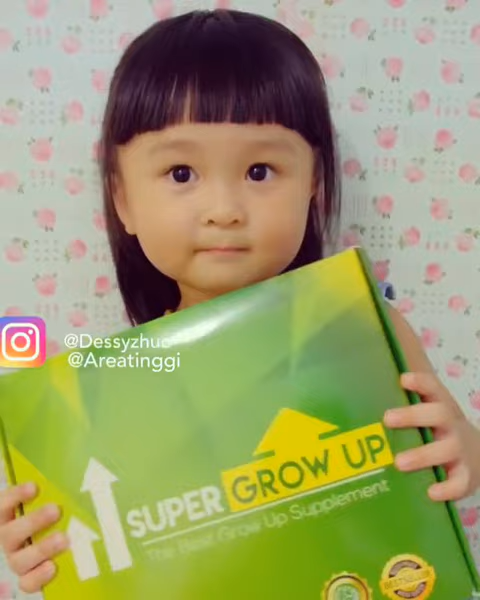 @Dessyzhuo
@Areatinggi
SUPER GROW UP
The Best Grow Up Supplement